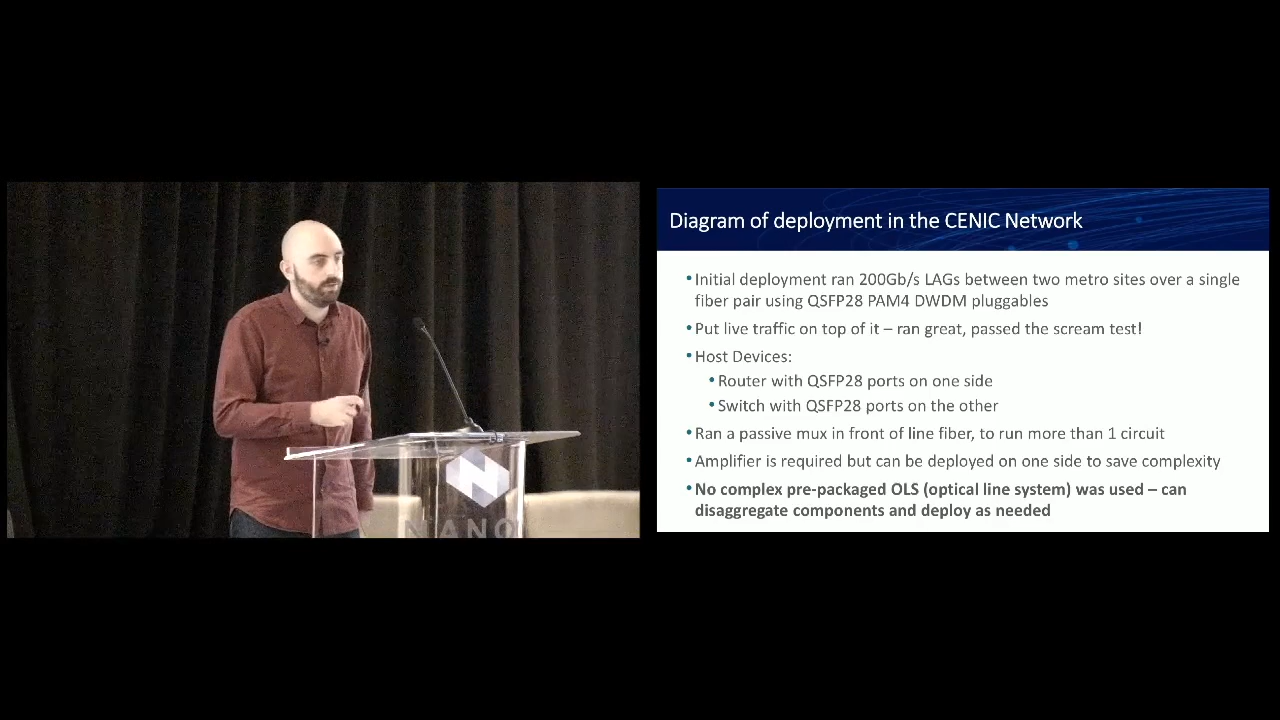 Diagram of deployment in the CENIC Network
•Initial deployment ran 200Gb/s LAGs between two metro sites over a single
fiber pair using QSFP28 PAM4 DWDM pluggables
•Put live traffic on top of it – ran great, passed the scream test!
•Host Devices:
•Router with QSFP28 ports on one side
•Switch with QSFP28 ports on the other
•Ran a passive mux in front of line fiber, to run more than 1 circuit
•Amplifier is required but can be deployed on one side to save complexity
•No complex pre-packaged OLS (optical line system) was used – can
disaggregate components and deploy as needed
NANO